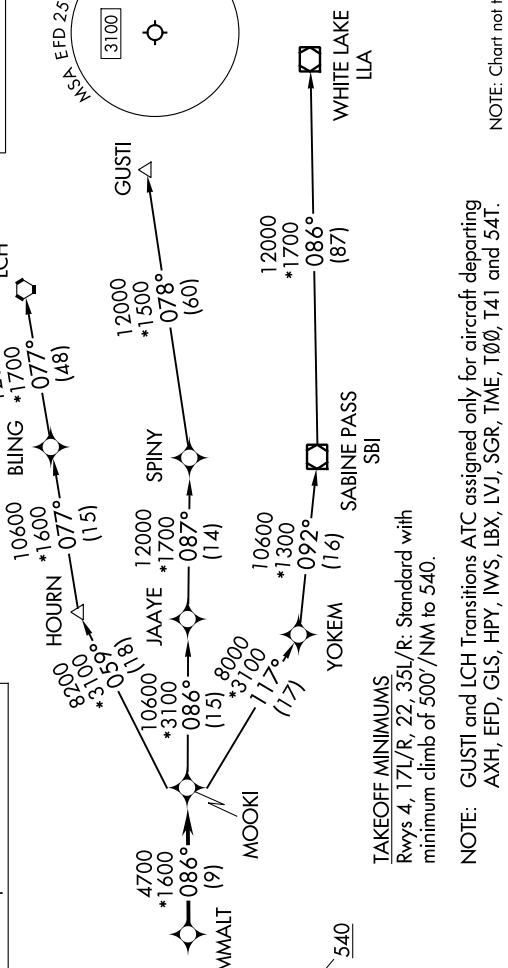 MSA EFD 25
3100
GUSTI
12000
*1500
078°
(60)
WHITE LAKE
LLA
12000
*1700
086°
(87)
LCH
*1700
077°
(48)
BLING
10600
*1600
077°
(15)
HOURN
8200
*3100
059°
(18)
SPINY
12000
*1700
087°
(14)
JAAYE
10600
*3100
086°
(15)
SABINE PASS
SBI
10600
*1300
092°
(16)
YOKEM
8000
*3100
117°
(17)
MOOKI
4700
*1600
086°
(9)
MMALT
540
TAKEOFF MINIMUMS
Rwys 4, 17L/R, 22, 35L/R: Standard with
minimum climb of 500'/NM to 540.
NOTE: GUSTI and LCH Transitions ATC assigned only for aircraft departing
AXH, EFD, GLS, HPY, IWS, LBX, LVJ, SGR, TME, TØØ, T41 and 54T.
NOTE: Chart not t